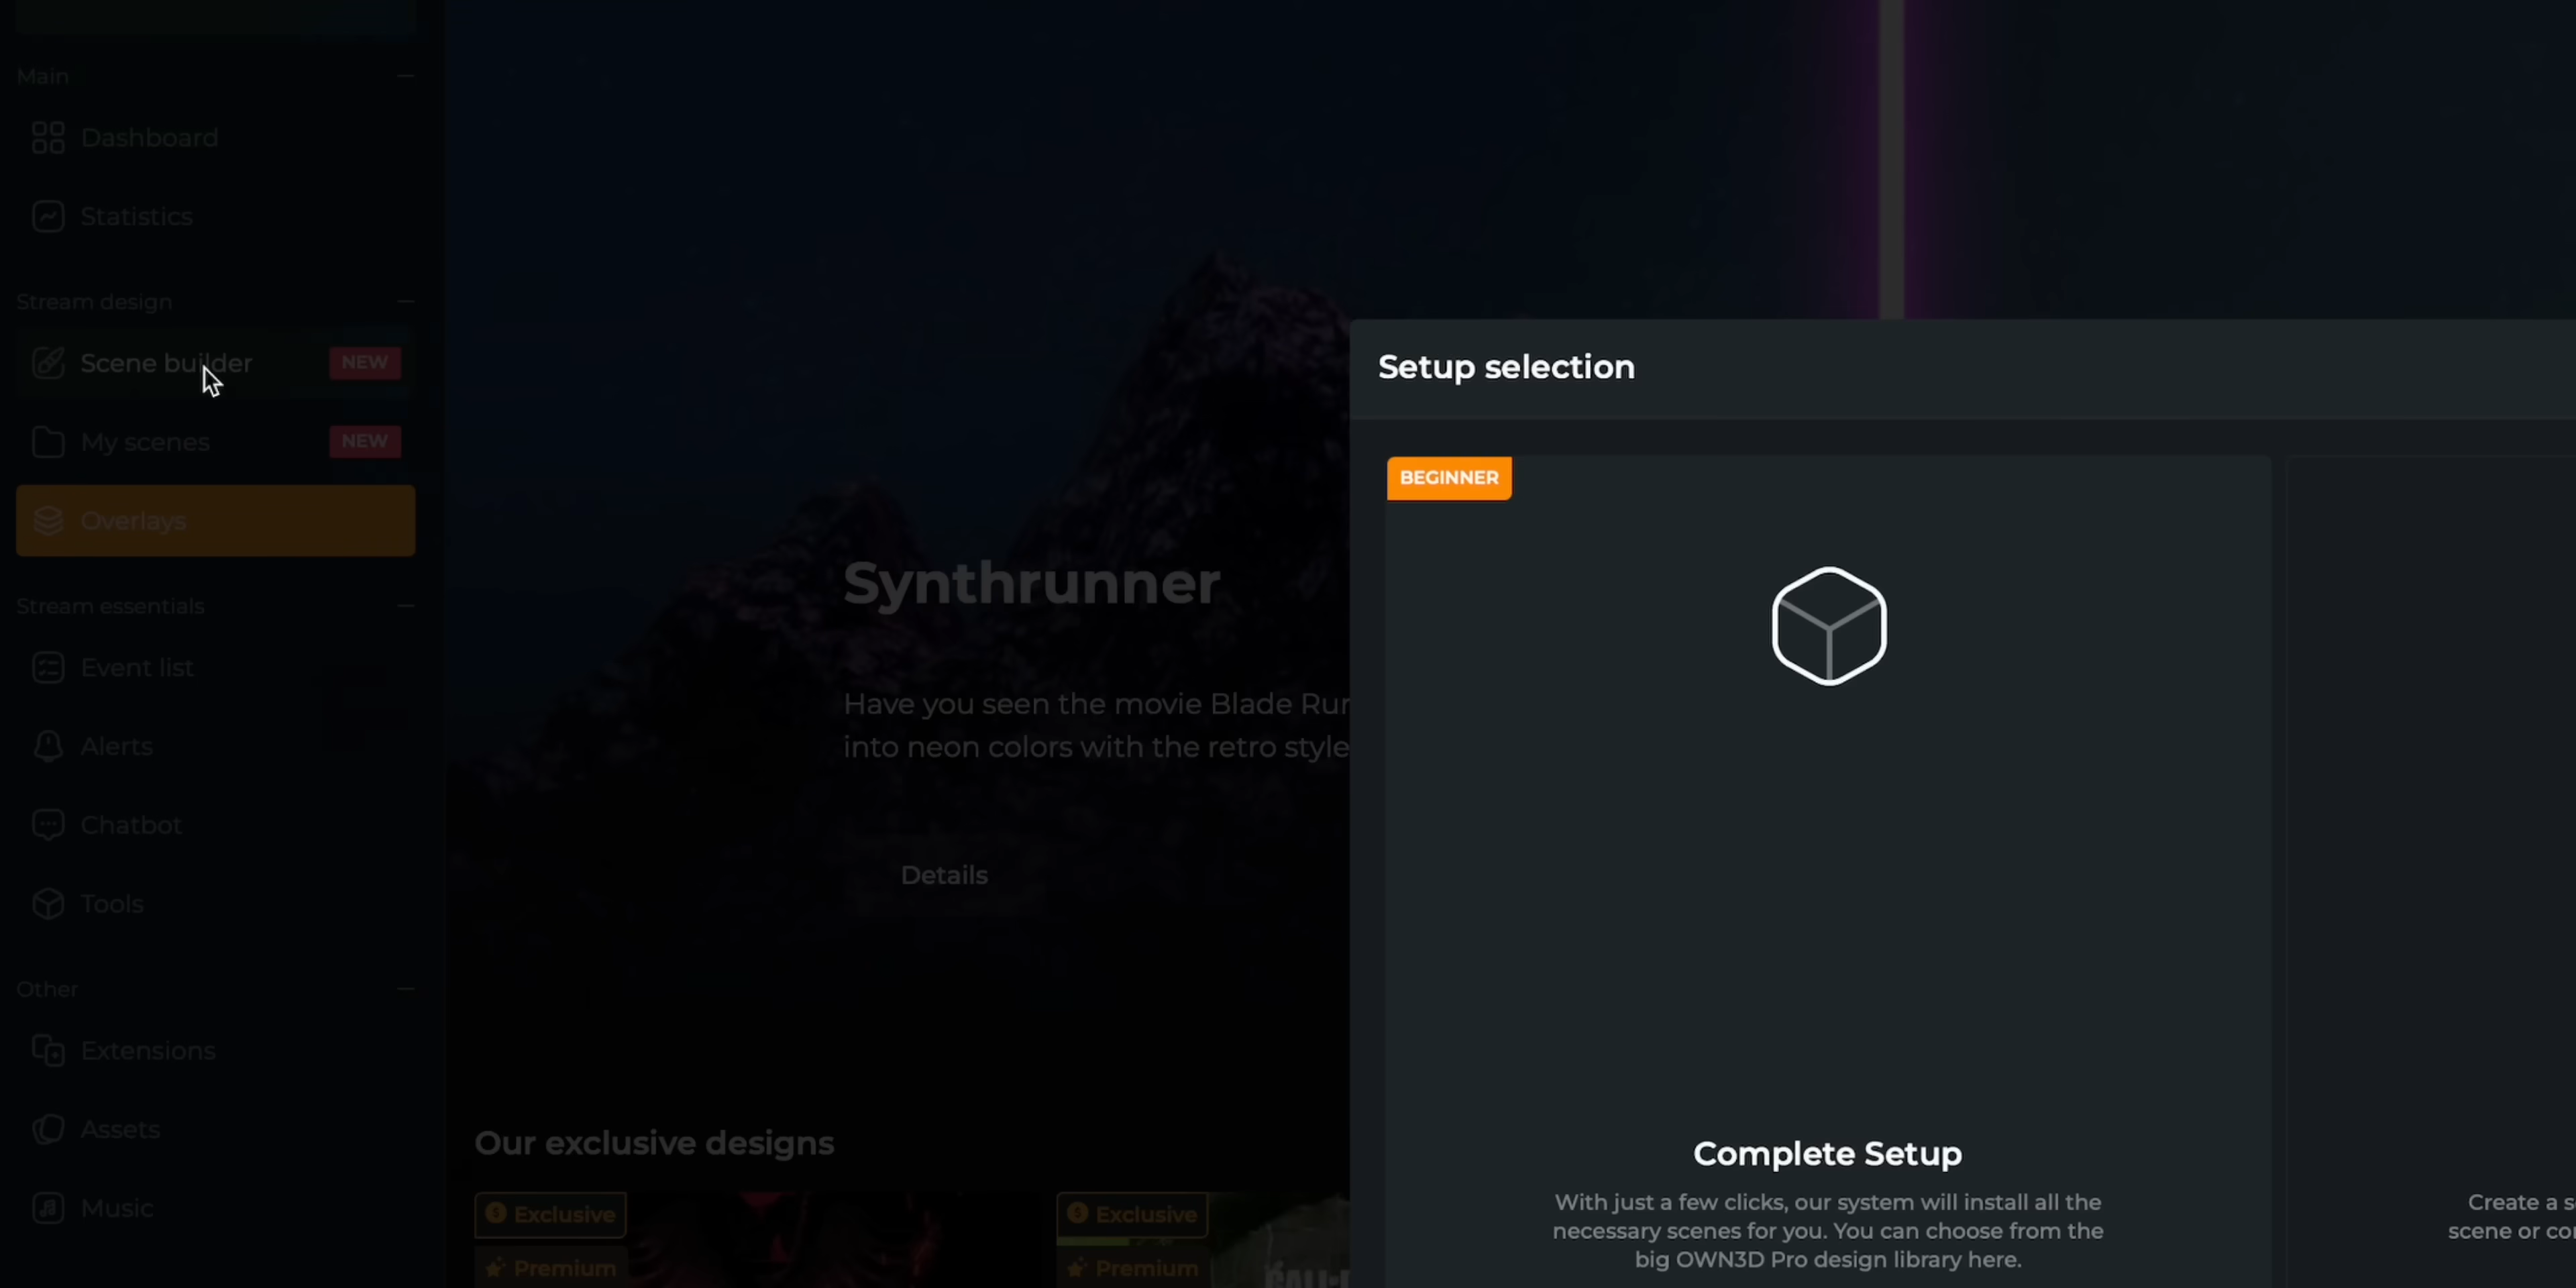 Main
Dashboard
Statistics
Stream design
Scene builder NEW
My scenes NEW
Overlays
Stream essentials
Event list
Alerts
Chatbot
Tools
Other
Extensions
Assets
Music
Synthrunner
Have you seen the movie Blade Run
into neon colors with the retro style
Details
Our exclusive designs
Exclusive
Premium
Exclusive
Premium
Setup selection
BEGINNER
Complete Setup
With just a few clicks, our system will install all the
necessary scenes for you. You can choose from the
big OWN3D Pro design library here.
Create a s
scene or co